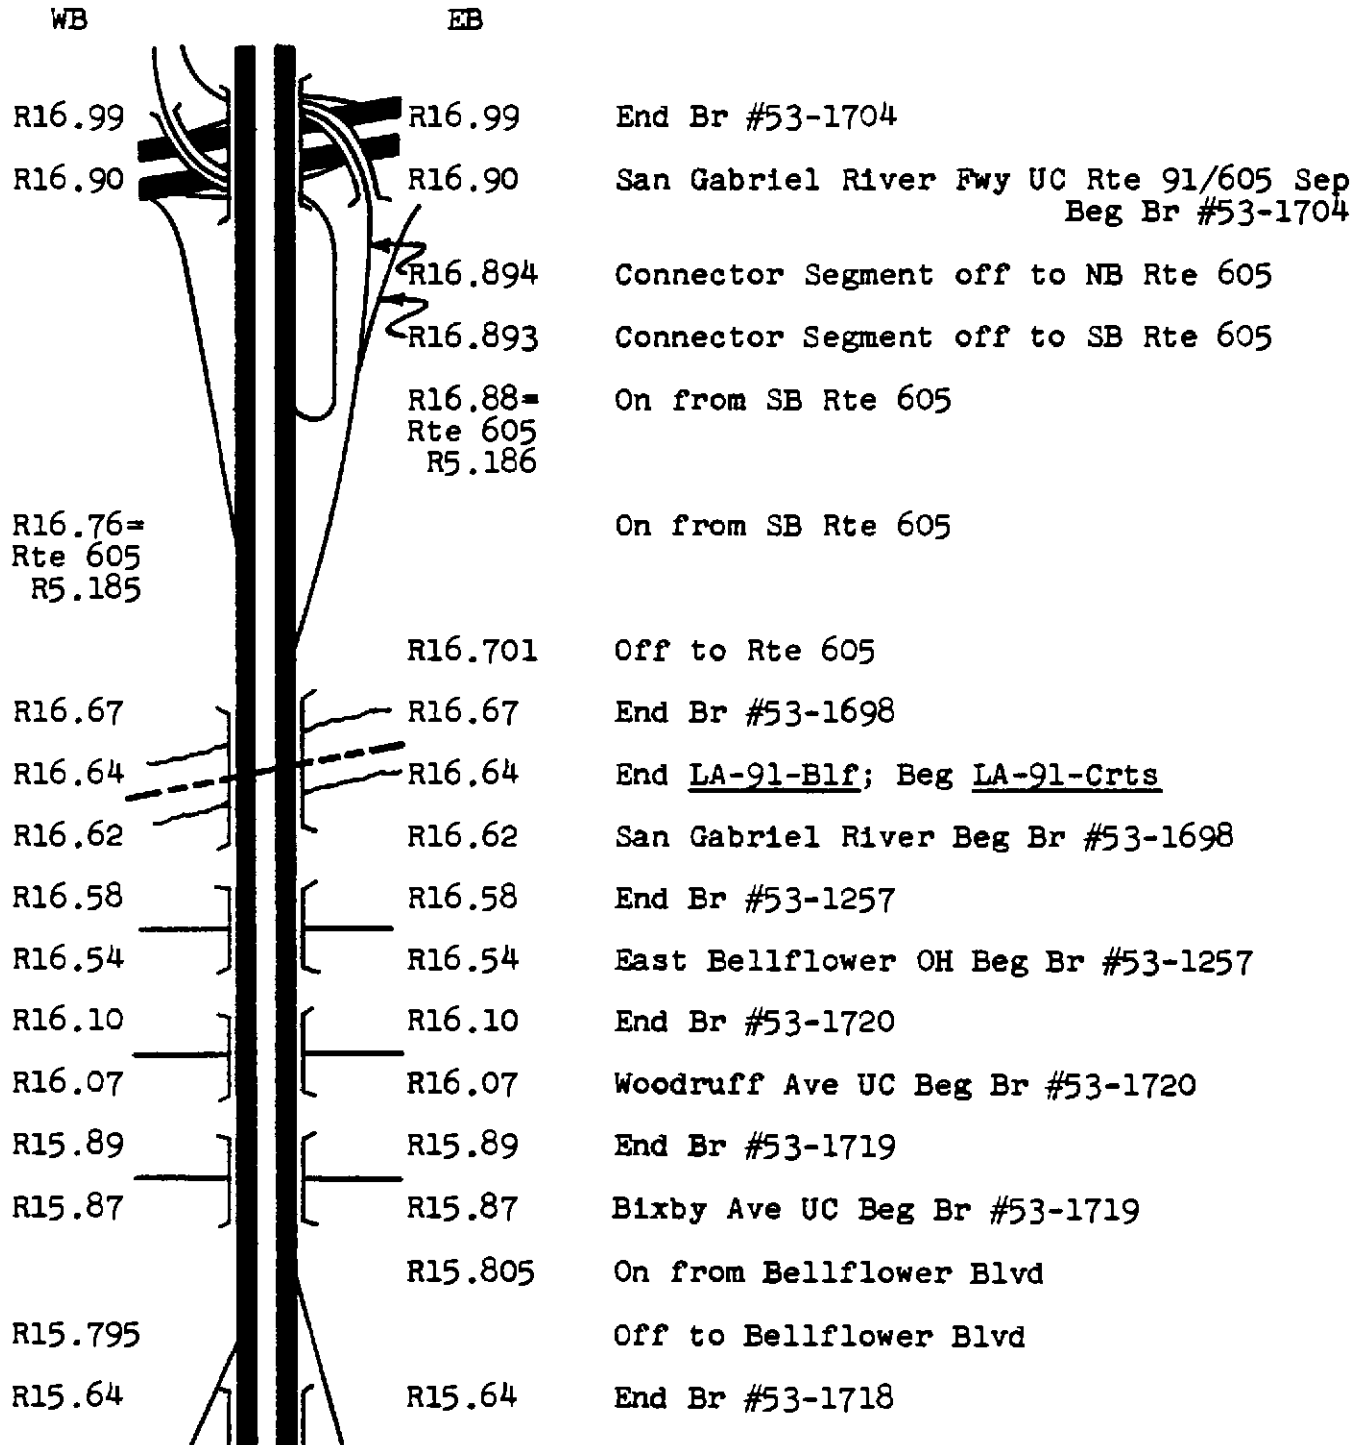 WB EB
R16.99 R16.99 End Br #53-1704
R16.90 R16.90 San Gabriel River Fwy UC Rte 91/605 Sep
Beg Br #53-1704
R16.894 Connector Segment off to NB Rte 605
R16.893 Connector Segment off to SB Rte 605
R16.88= On from SB Rte 605
Rte 605
R5.186
R16.76= On from SB Rte 605
Rte 605
R5.185
R16.701 Off to Rte 605
R16.67 R16.67 End Br #53-1698
R16.64 R16.64 End LA-91-Blf; Beg LA-91-Crts
R16.62 R16.62 San Gabriel River Beg Br #53-1698
R16.58 R16.58 End Br #53-1257
R16.54 R16.54 East Bellflower OH Beg Br #53-1257
R16.10 R16.10 End Br #53-1720
R16.07 R16.07 Woodruff Ave UC Beg Br #53-1720
R15.89 R15.89 End Br #53-1719
R15.87 R15.87 Bixby Ave UC Beg Br #53-1719
R15.805 On from Bellflower Blvd
R15.795 Off to Bellflower Blvd
R15.64 R15.64 End Br #53-1718